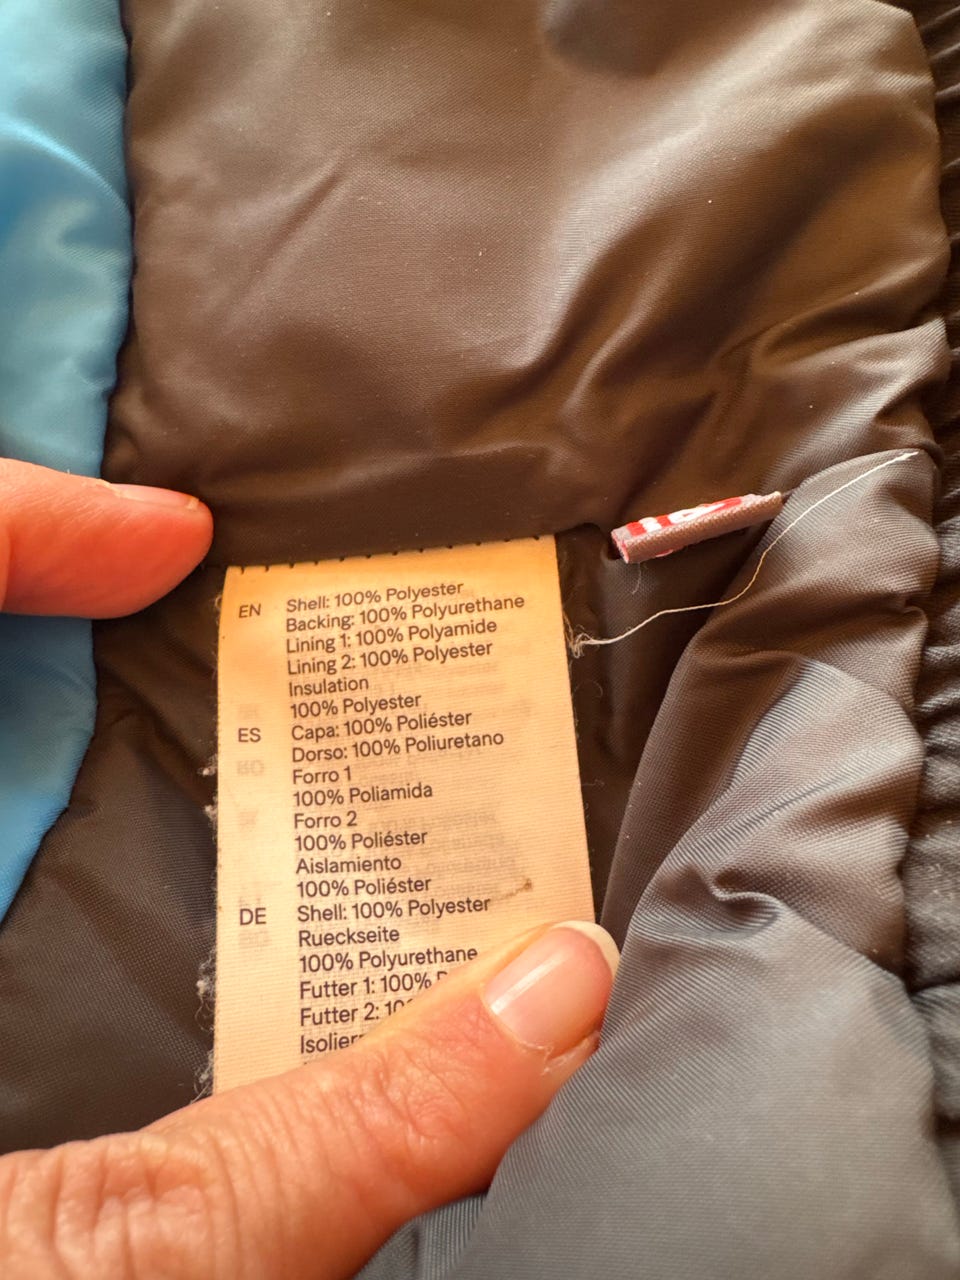 EN Shell: 100% Polyester
Backing: 100% Polyurethane
Lining 1: 100% Polyamide
Lining 2: 100% Polyester
Insulation
100% Polyester
ES Capa: 100% Poliéster
Dorso: 100% Poliuretano
Forro 1
100% Poliamida
Forro 2
100% Poliéster
Aislamiento
100% Poliéster
DE Shell: 100% Polyester
Rueckseite
100% Polyurethane
Futter 1: 100%
Futter 2: